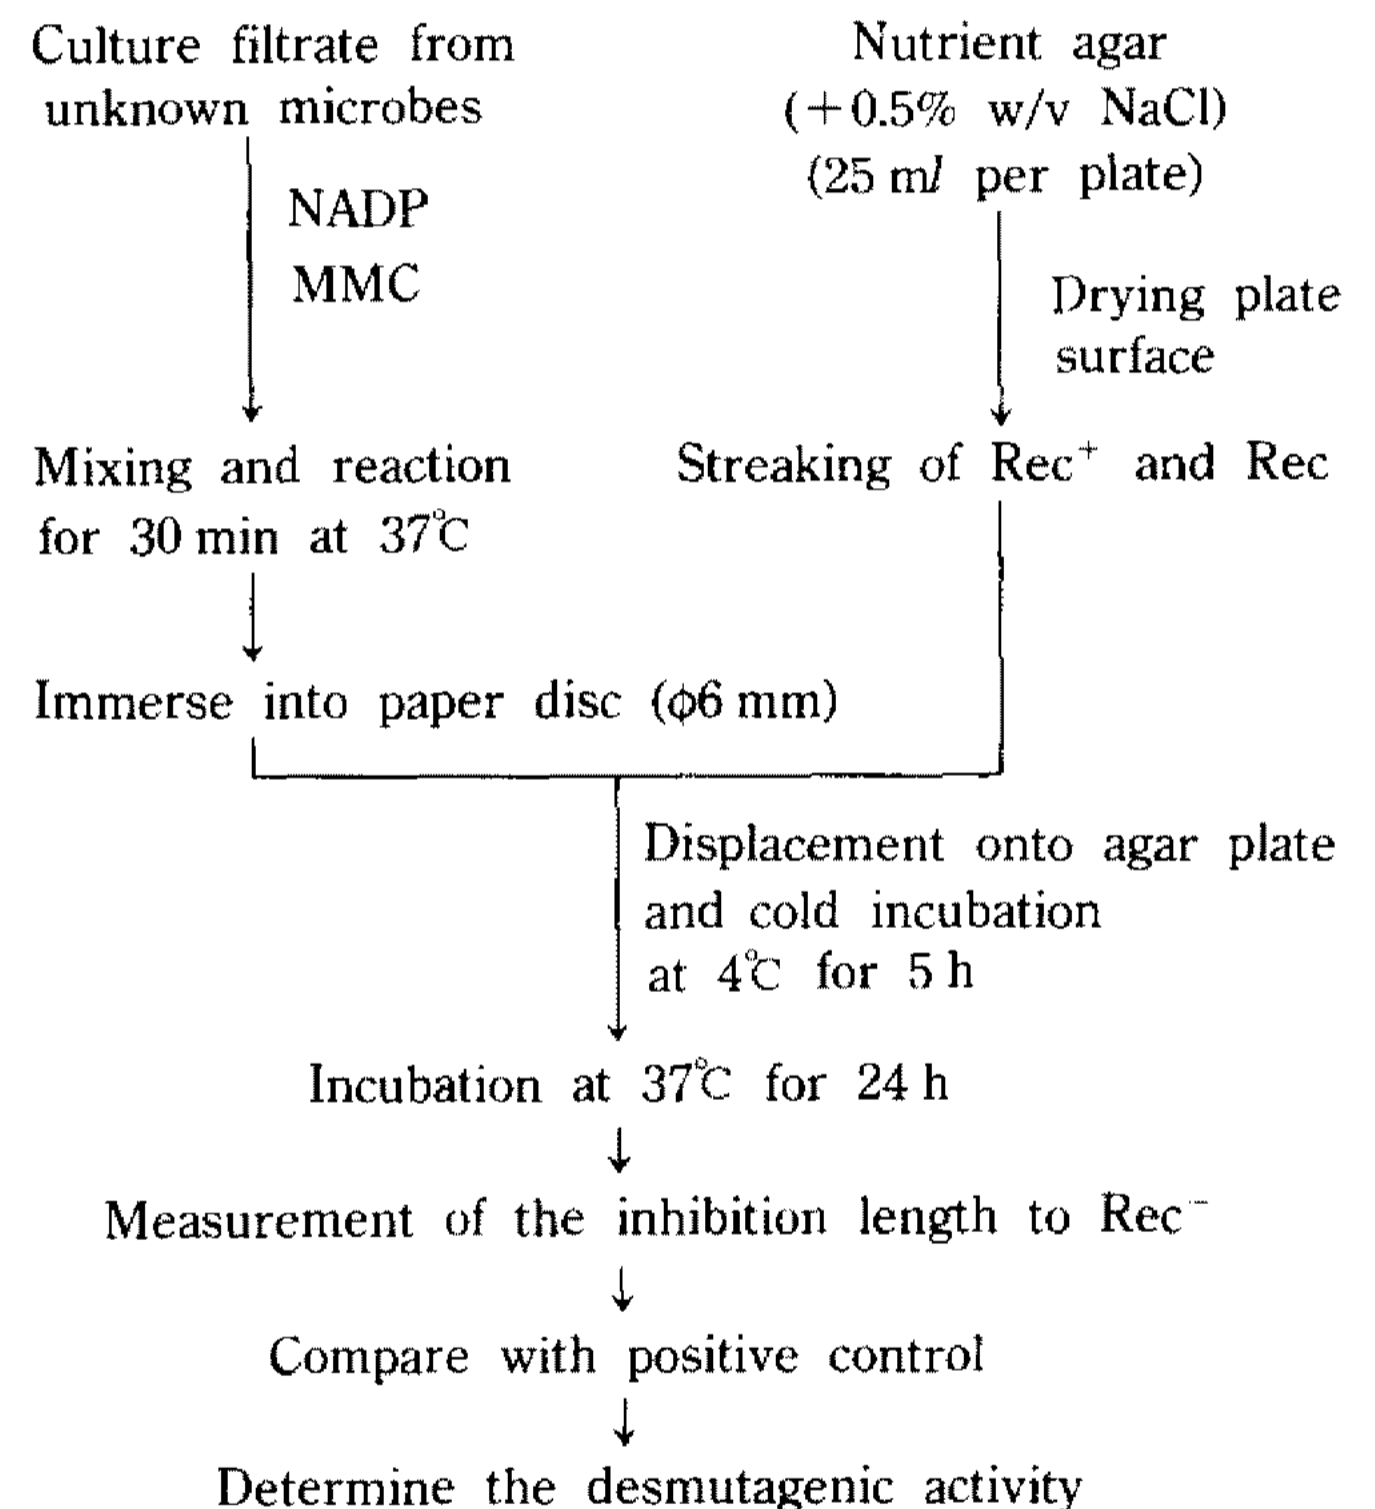 Culture filtrate from
unknown microbes
NADP
MMC
Mixing and reaction
for 30 min at 37℃
Immerse into paper disc (φ6 mm)
Nutrient agar
(+0.5% w/v NaCl)
(25 ml per plate)
Drying plate
surface
Streaking of Rec⁺ and Rec
Displacement onto agar plate
and cold incubation
at 4℃ for 5 h
Incubation at 37℃ for 24 h
Measurement of the inhibition length to Rec⁻
Compare with positive control
Determine the desmutagenic activity